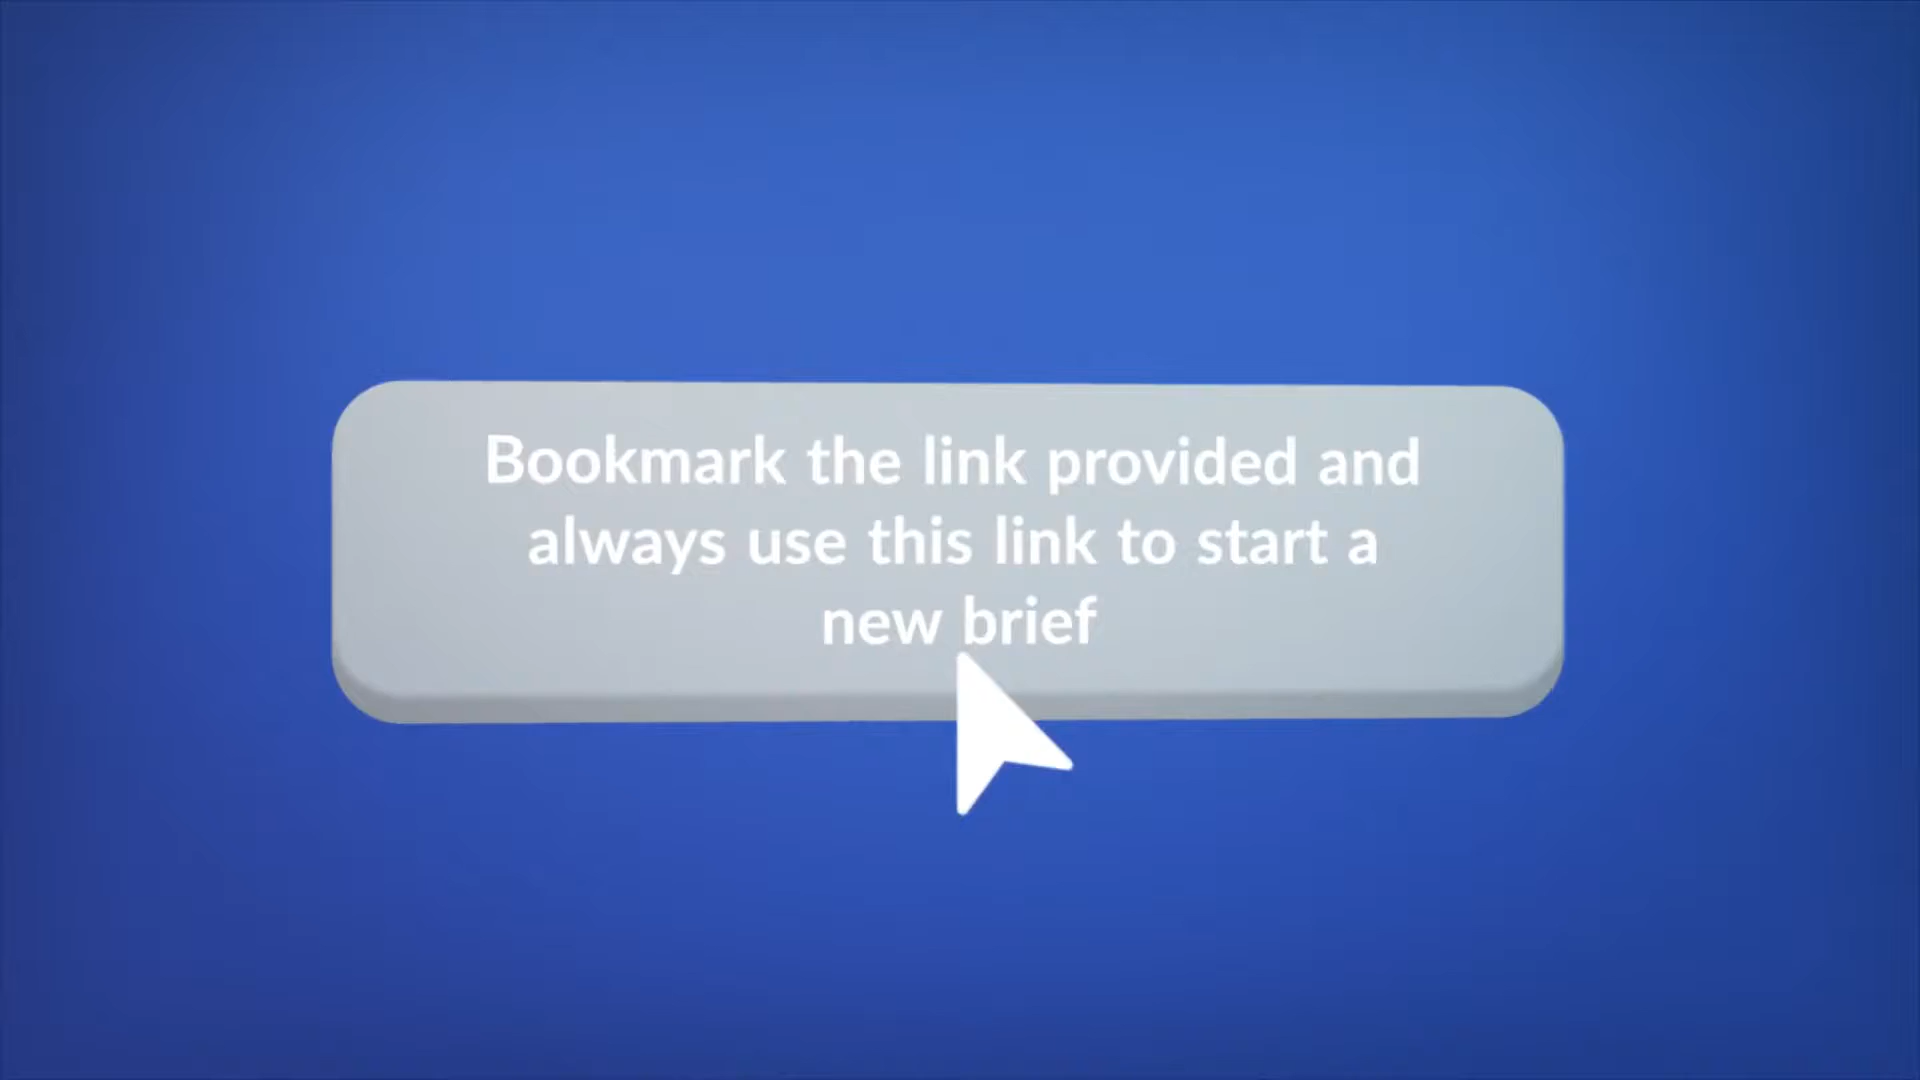 Bookmark the link provided and
always use this link to start a
new brief